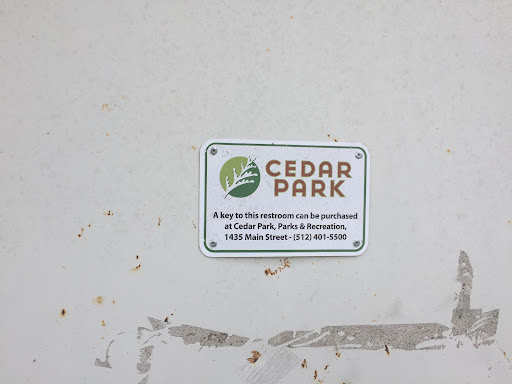 CEDAR
PARK
A key to this restroom can be purchased
at Cedar Park, Parks & Recreation,
1435 Main Street - (512) 401-5500